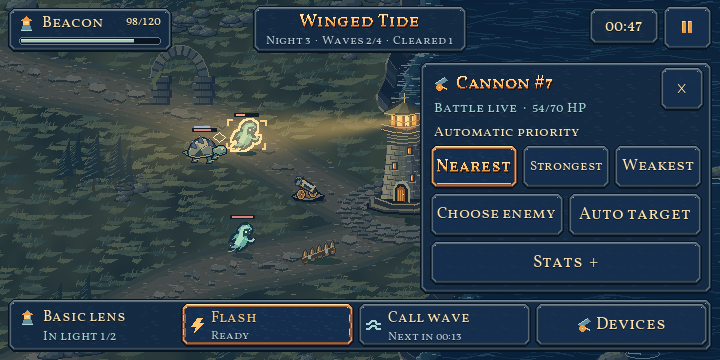 Beacon 98/120
Winged Tide
Night 3 · Waves 2/4 · Cleared 1
00:47
Cannon #7
X
Battle live · 54/70 HP
Automatic priority
Nearest
Strongest
Weakest
Choose enemy
Auto target
Stats +
Basic lens
In light 1/2
Flash
Ready
Call wave
Next in 00:13
Devices